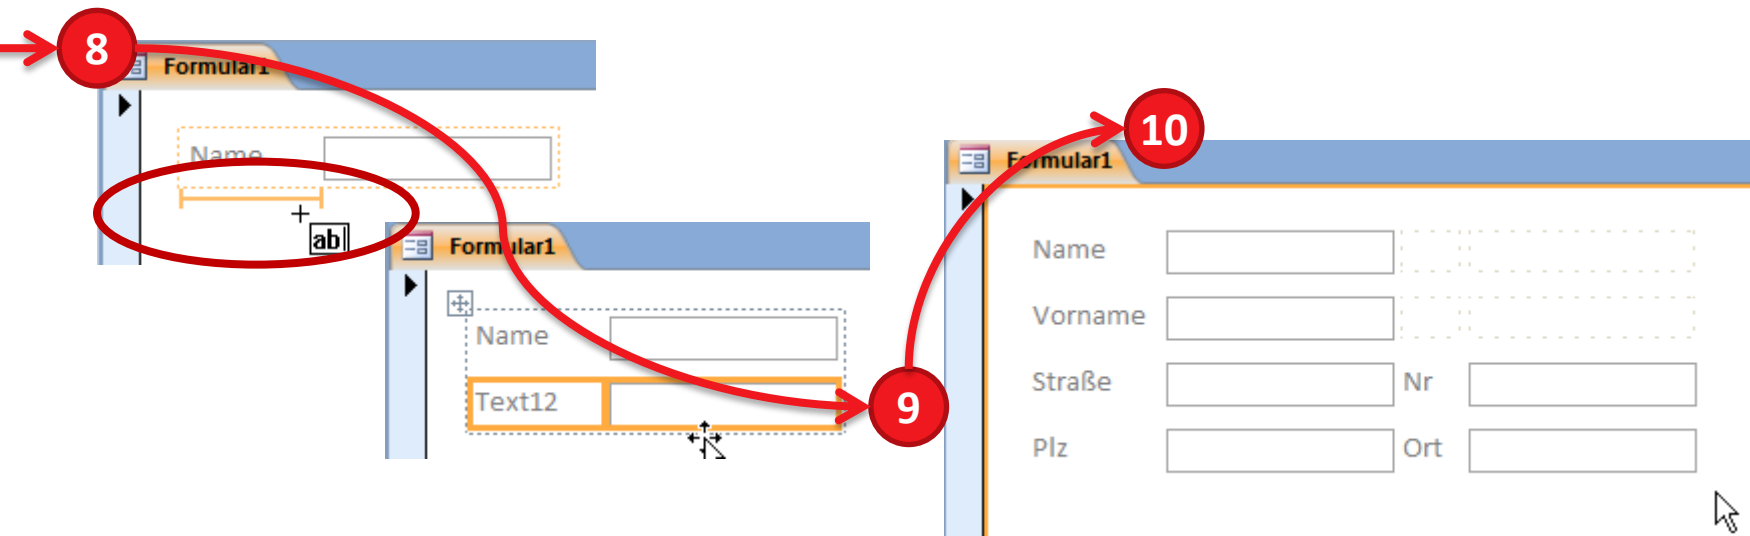 8
Formular1
Name
ab
Formular1
Name
Text12
9
10
Formular1
Name
Vorname
Straße Nr
Plz Ort